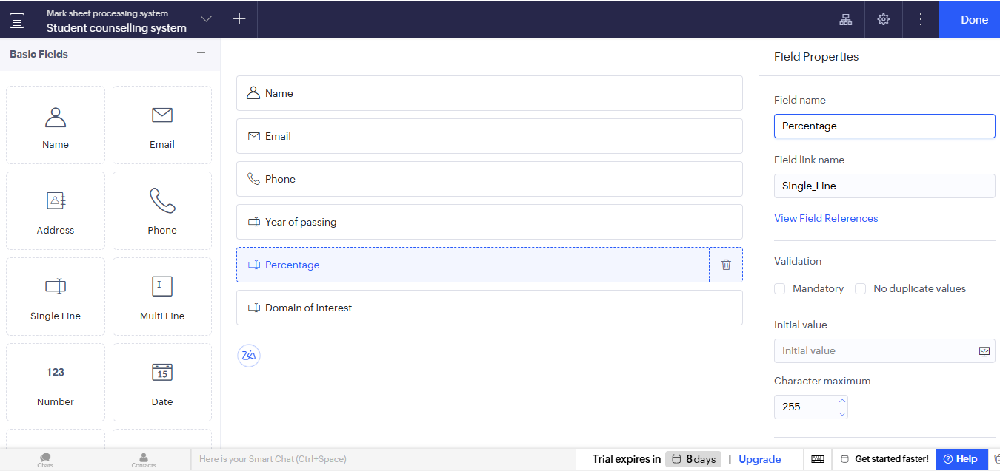 Mark sheet processing system
Student counselling system
Done
Basic Fields
Name
Email
Address
Phone
Single Line
Multi Line
123
Number
15
Date
Name
Email
Phone
Year of passing
Percentage
Domain of interest
Zia
Field Properties
Field name
Percentage
Field link name
Single_Line
View Field References
Validation
Mandatory
No duplicate values
Initial value
Initial value
Character maximum
255
Chats
Contacts
Here is your Smart Chat (Ctrl+Space)
Trial expires in 8 days | Upgrade
Get started faster!
Help